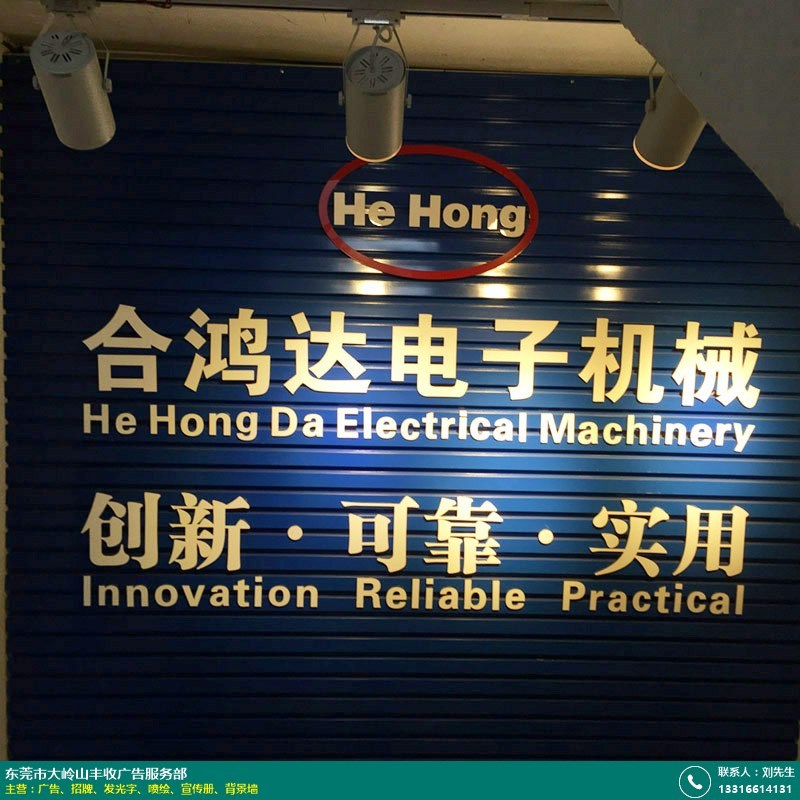 He Hong
合鸿达电子机械
He Hong Da Electrical Machinery
创新·可靠·实用
Innovation Reliable Practical
东莞市大岭山丰收广告服务部
主营：广告、招牌、发光字、喷绘、宣传册、背景墙
联系人：刘先生
13316614131